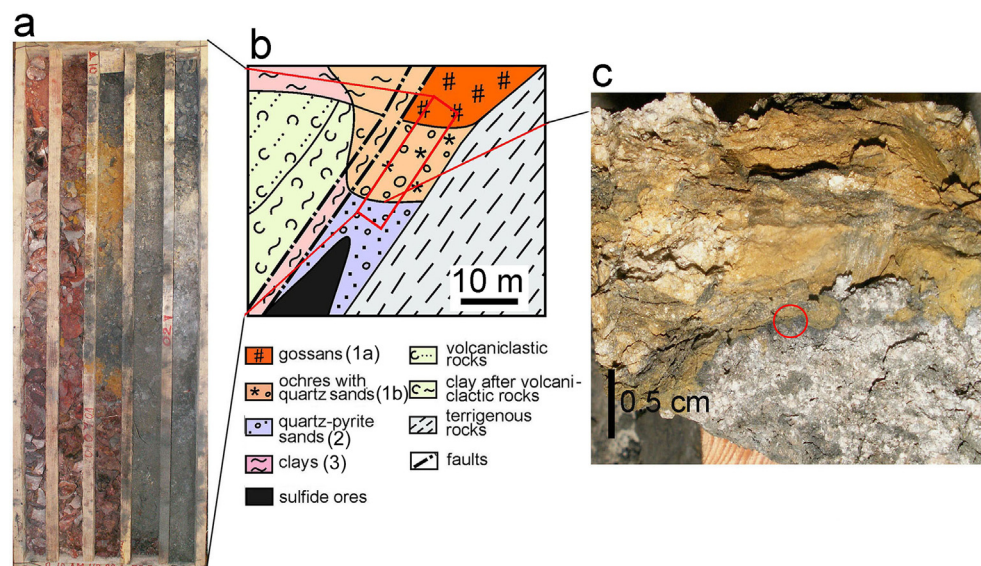 a
b
c
10 m
gossans (1a)
ochres with
quartz sands (1b)
quartz-pyrite
sands (2)
clays (3)
sulfide ores
volcaniclastic
rocks
clay after volcani-
clactic rocks
terrigenous
rocks
faults
0.5 cm